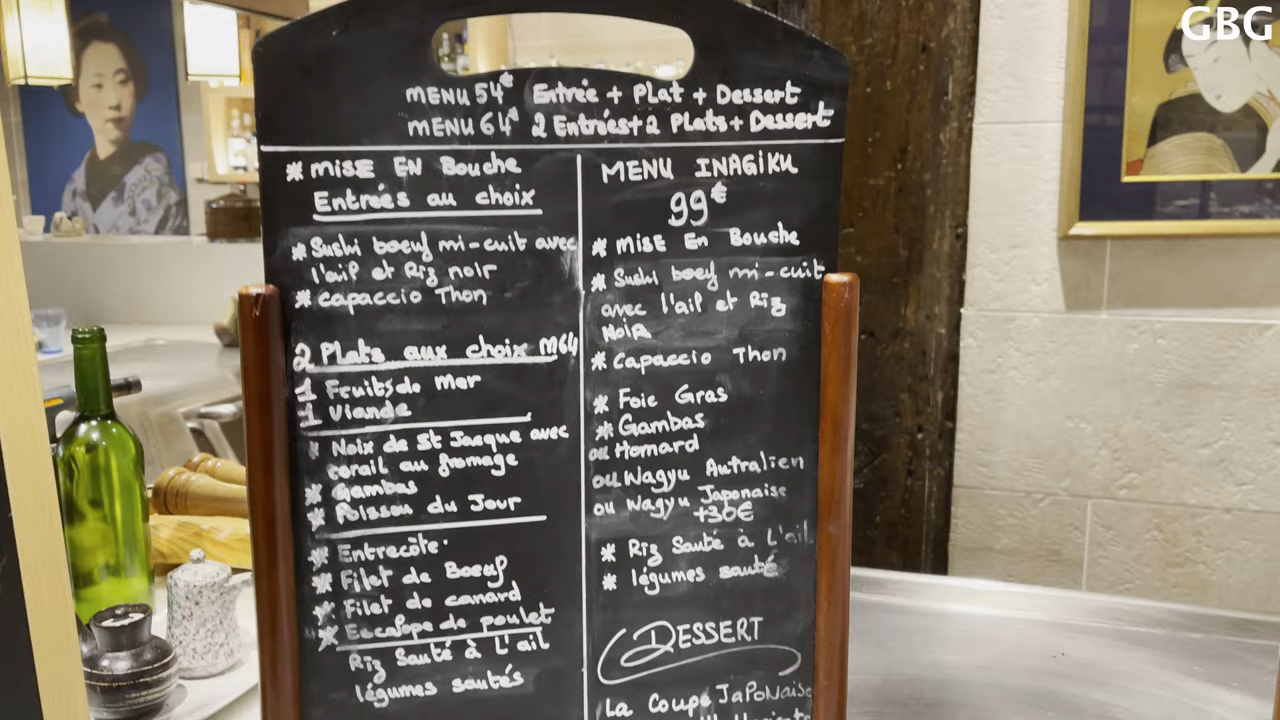 GBG
MENU 54€ Entrée + Plat + Dessert
MENU 64€ 2 Entrées+2 Plats+Dessert
* MISE EN Bouche
Entrées au choix
* Sushi boeuf mi-cuit avec
l'ail et Riz noir
* capaccio Thon
2 Plats aux choix M64
1 Fruits de Mer
1 Viande
* Noix de St Jacque avec
corail au fromage
* Gambas
* Poisson du Jour
* Entrecôte
* Filet de Boeuf
* Filet de canard
* Escalope de poulet
Riz Sauté à L'ail
légumes sautés
MENU INAGIKU
99€
* MISE En Bouche
* Sushi boeuf mi-cuit
avec l'ail et Riz
NoiR
* Capaccio Thon
* Foie Gras
* Gambas
ou Homard
ou Wagyu Autralien
ou Wagyu Japonaise
+30€
* Riz Sauté à L'ail
* légumes sauté
DESSERT
La Coupe JaPoNaise